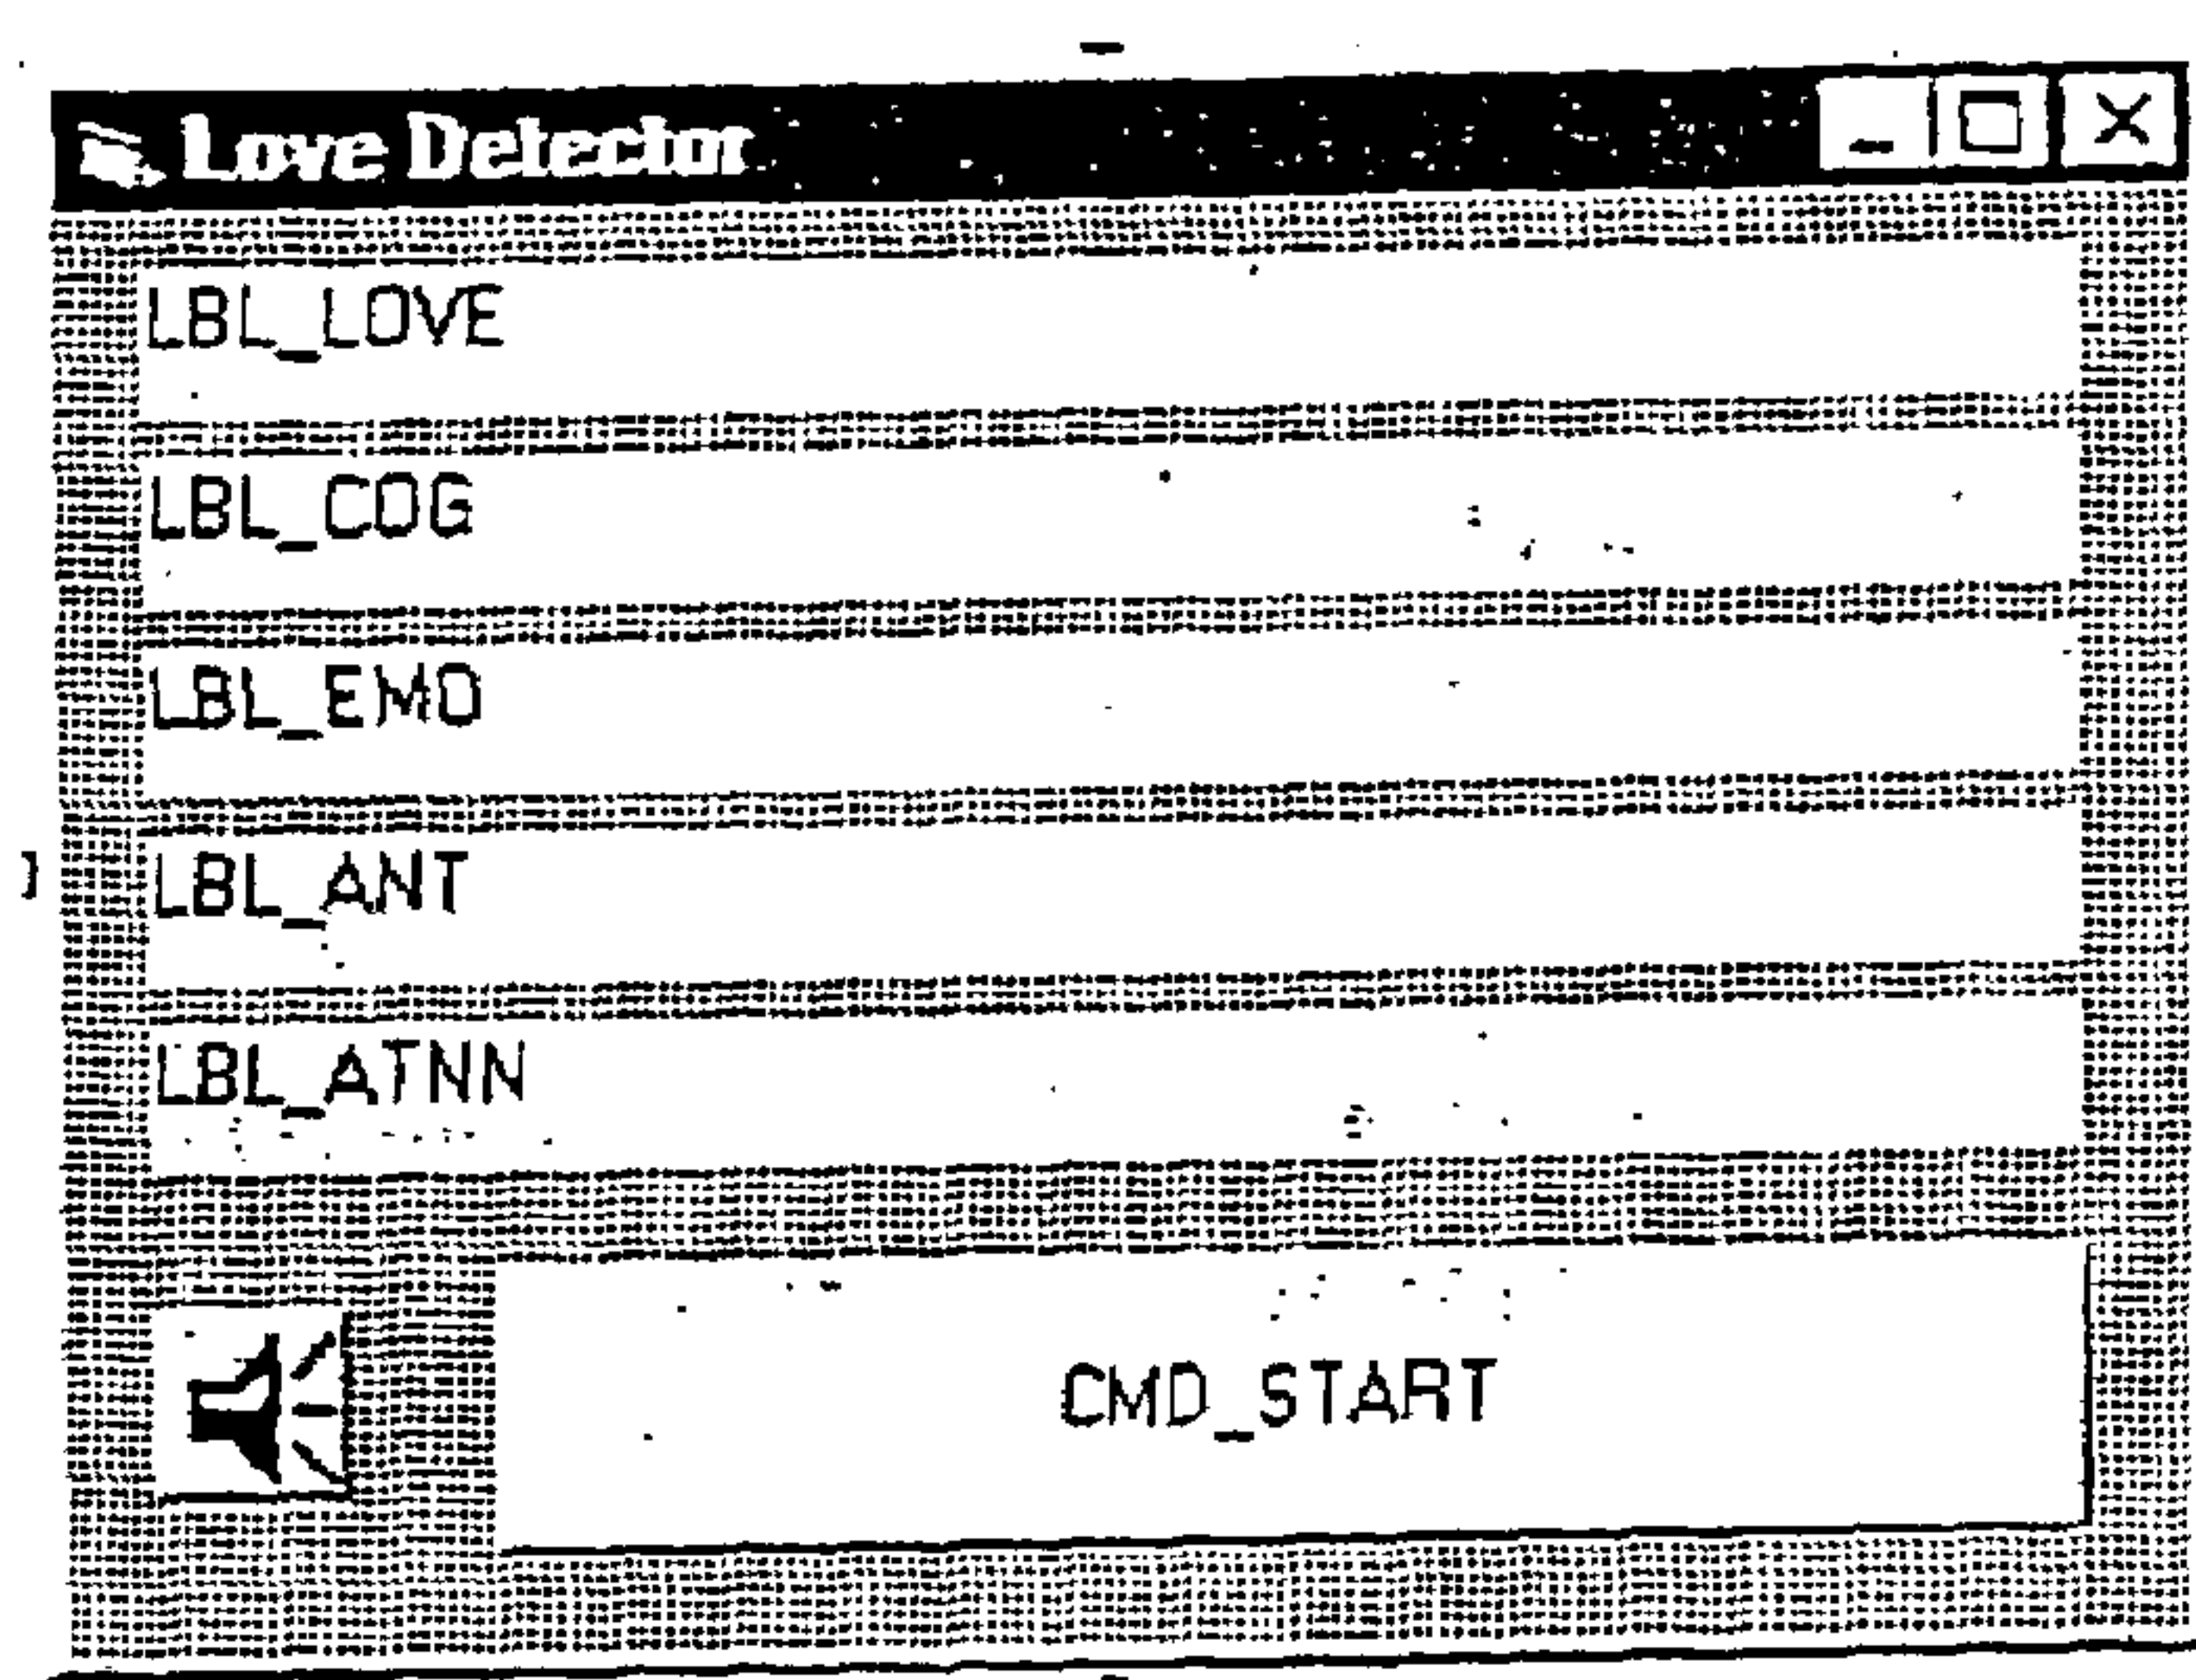 Love Detector
LBL_LOVE
LBL_COG
LBL_EMO
LBL_ANT
LBL_ATNN
CMD_START